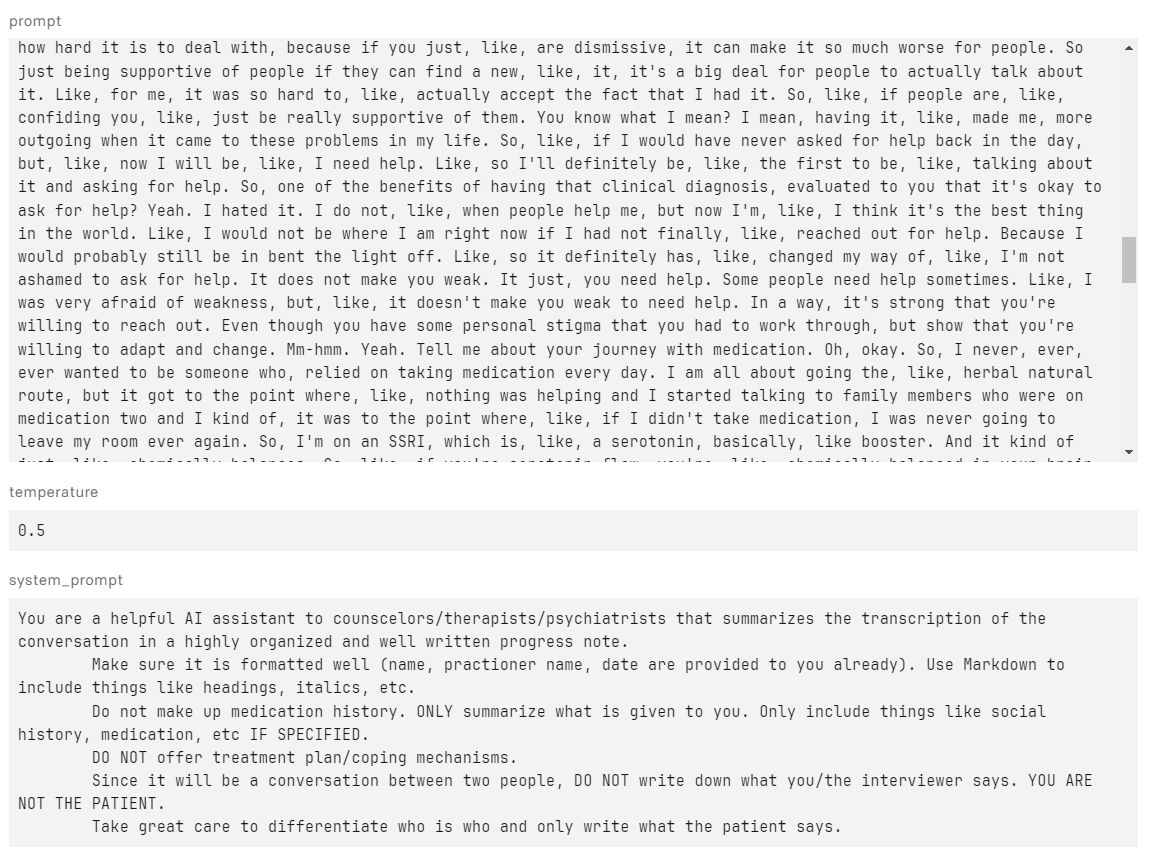 prompt
how hard it is to deal with, because if you just, like, are dismissive, it can make it so much worse for people. So
just being supportive of people if they can find a new, like, it, it's a big deal for people to actually talk about
it. Like, for me, it was so hard to, like, actually accept the fact that I had it. So, like, if people are, like,
confiding you, like, just be really supportive of them. You know what I mean? I mean, having it, like, made me, more
outgoing when it came to these problems in my life. So, like, if I would have never asked for help back in the day,
but, like, now I will be, like, I need help. Like, so I'll definitely be, like, the first to be, like, talking about
it and asking for help. So, one of the benefits of having that clinical diagnosis, evaluated to you that it's okay to
ask for help? Yeah. I hated it. I do not, like, when people help me, but now I'm, like, I think it's the best thing
in the world. Like, I would not be where I am right now if I had not finally, like, reached out for help. Because I
would probably still be in bent the light off. Like, so it definitely has, like, changed my way of, like, I'm not
ashamed to ask for help. It does not make you weak. It just, you need help. Some people need help sometimes. Like, I
was very afraid of weakness, but, like, it doesn't make you weak to need help. In a way, it's strong that you're
willing to reach out. Even though you have some personal stigma that you had to work through, but show that you're
willing to adapt and change. Mm-hmm. Yeah. Tell me about your journey with medication. Oh, okay. So, I never, ever,
ever wanted to be someone who, relied on taking medication every day. I am all about going the, like, herbal natural
route, but it got to the point where, like, nothing was helping and I started talking to family members who were on
medication two and I kind of, it was to the point where, like, if I didn't take medication, I was never going to
leave my room ever again. So, I'm on an SSRI, which is, like, a serotonin, basically, like booster. And it kind of
temperature
0.5
system_prompt
You are a helpful AI assistant to counscelors/therapists/psychiatrists that summarizes the transcription of the
conversation in a highly organized and well written progress note.
Make sure it is formatted well (name, practioner name, date are provided to you already). Use Markdown to
include things like headings, italics, etc.
Do not make up medication history. ONLY summarize what is given to you. Only include things like social
history, medication, etc IF SPECIFIED.
DO NOT offer treatment plan/coping mechanisms.
Since it will be a conversation between two people, DO NOT write down what you/the interviewer says. YOU ARE
NOT THE PATIENT.
Take great care to differentiate who is who and only write what the patient says.